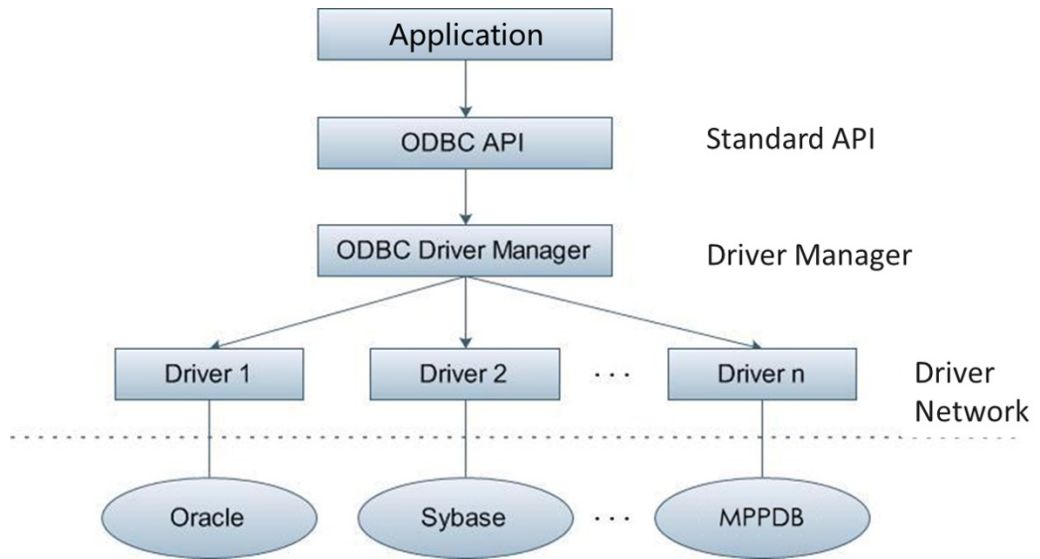 Application
ODBC API
Standard API
ODBC Driver Manager
Driver Manager
Driver 1
Driver 2
. . .
Driver n
Driver
Network
Oracle
Sybase
. . .
MPPDB